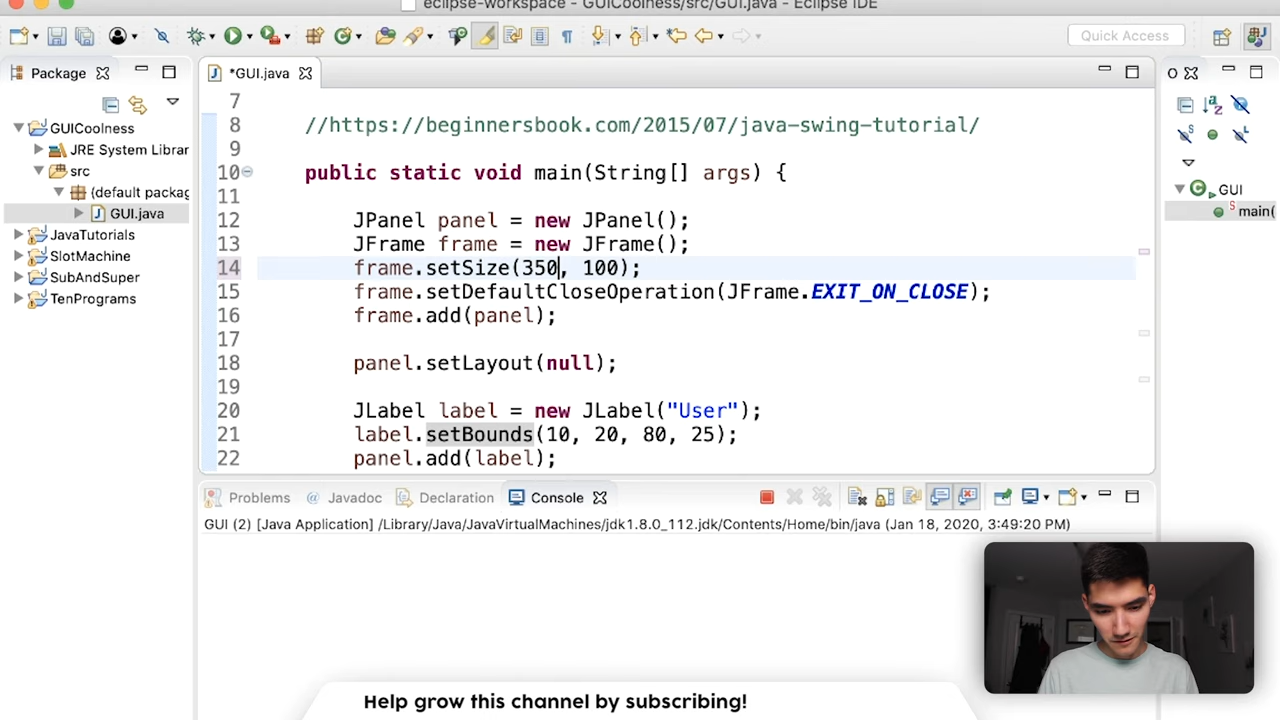 eclipse-workspace - GUICoolness/src/GUI.java - Eclipse IDE
Quick Access
Package
*GUI.java
O
GUICoolness
JRE System Librar
src
(default packag
GUI.java
JavaTutorials
SlotMachine
SubAndSuper
TenPrograms
7
8 //https://beginnersbook.com/2015/07/java-swing-tutorial/
9
10 public static void main(String[] args) {
11
12 JPanel panel = new JPanel();
13 JFrame frame = new JFrame();
14 frame.setSize(350, 100);
15 frame.setDefaultCloseOperation(JFrame.EXIT_ON_CLOSE);
16 frame.add(panel);
17
18 panel.setLayout(null);
19
20 JLabel label = new JLabel("User");
21 label.setBounds(10, 20, 80, 25);
22 panel.add(label);
GUI
main(
Problems @ Javadoc Declaration Console
GUI (2) [Java Application] /Library/Java/JavaVirtualMachines/jdk1.8.0_112.jdk/Contents/Home/bin/java (Jan 18, 2020, 3:49:20 PM)
Help grow this channel by subscribing!